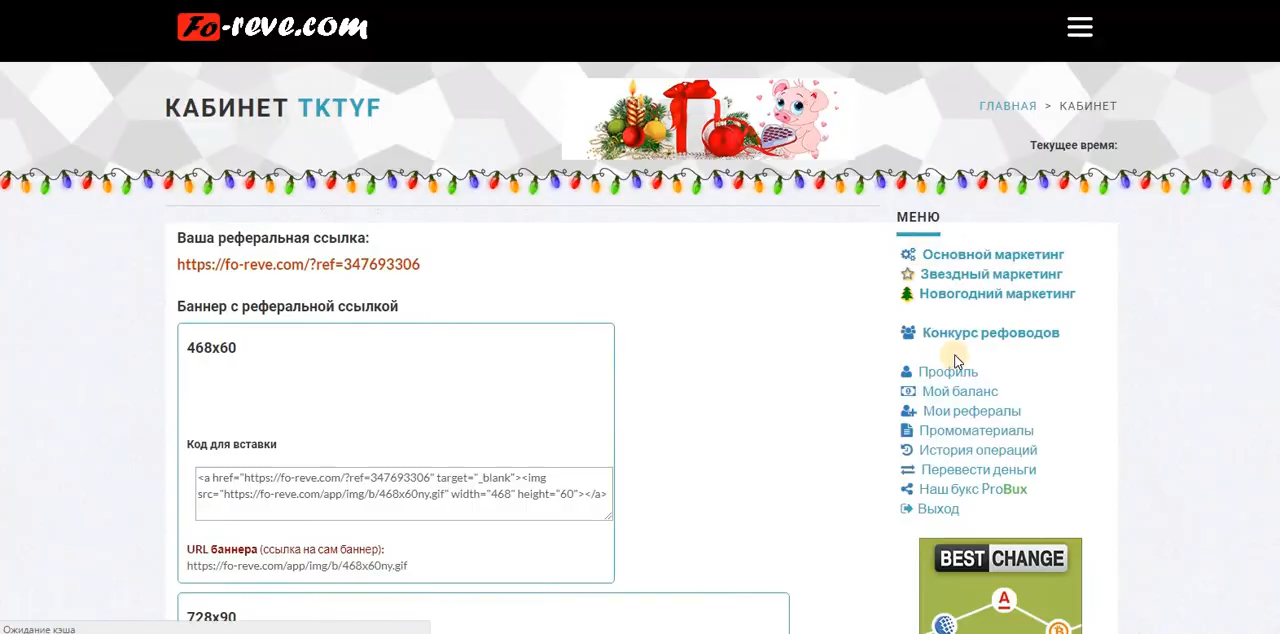 Fo-reve.com
КАБИНЕТ TKTYF
ГЛАВНАЯ > КАБИНЕТ
Текущее время:
Ваша реферальная ссылка:
https://fo-reve.com/?ref=347693306
Баннер с реферальной ссылкой
468x60
Код для вставки
<a href="https://fo-reve.com/?ref=347693306" target="_blank"><img
src="https://fo-reve.com/app/img/b/468x60ny.gif" width="468" height="60"></a>
URL баннера (ссылка на сам баннер):
https://fo-reve.com/app/img/b/468x60ny.gif
728x90
МЕНЮ
Основной маркетинг
Звездный маркетинг
Новогодний маркетинг
Конкурс рефоводов
Профиль
Мой баланс
Мои рефералы
Промоматериалы
История операций
Перевести деньги
Наш букс ProBux
Выход
BEST CHANGE
Ожидание кэша